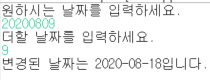 원하시는 날짜를 입력하세요.
20200809
더할 날짜를 입력하세요.
9
변경된 날짜는 2020-08-18입니다.